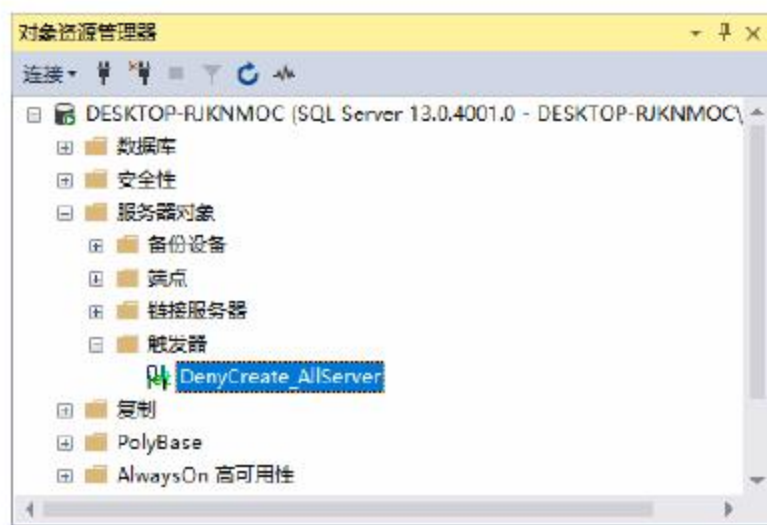 对象资源管理器
连接
DESKTOP-RJKNMOC (SQL Server 13.0.4001.0 - DESKTOP-RJKNMOC\
数据库
安全性
服务器对象
备份设备
端点
链接服务器
触发器
DenyCreate_AllServer
复制
PolyBase
AlwaysOn 高可用性